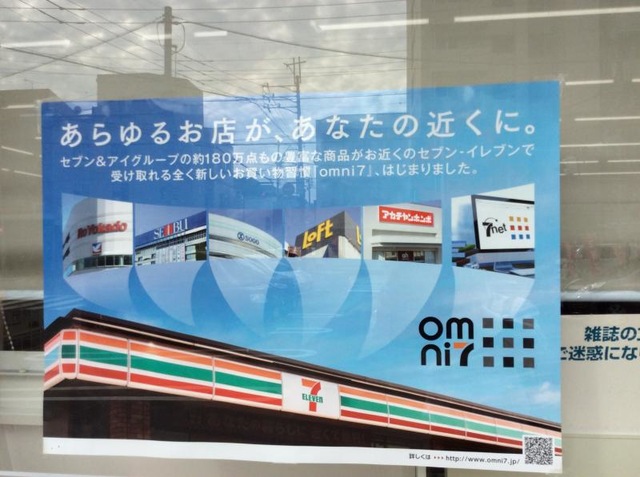 あらゆるお店が、あなたの近くに。
セブン&アイグループの約180万点もの豊富な商品がお近くのセブン-イレブンで
受け取れる全く新しいお買い物習慣「omni7」、はじまりました。
Ito Yokado
SEIBU
SOGO
Loft
アカチャンホンポ
7net
om
ni7
7
ELEVEN
雑誌の
ご迷惑にな
詳しくは ••• http://www.omni7.jp/